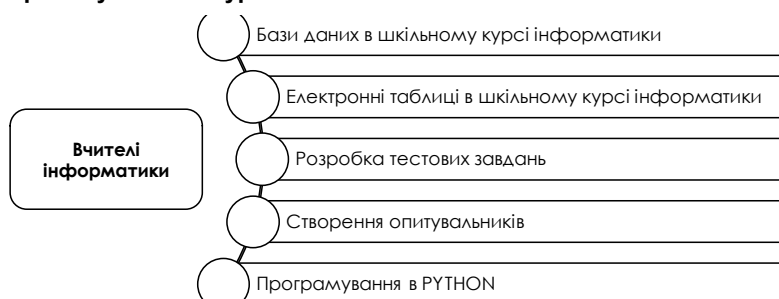 Бази даних в шкільному курсі інформатики
Електронні таблиці в шкільному курсі інформатики
Вчителі
інформатики
Розробка тестових завдань
Створення опитувальників
Програмування в PYTHON